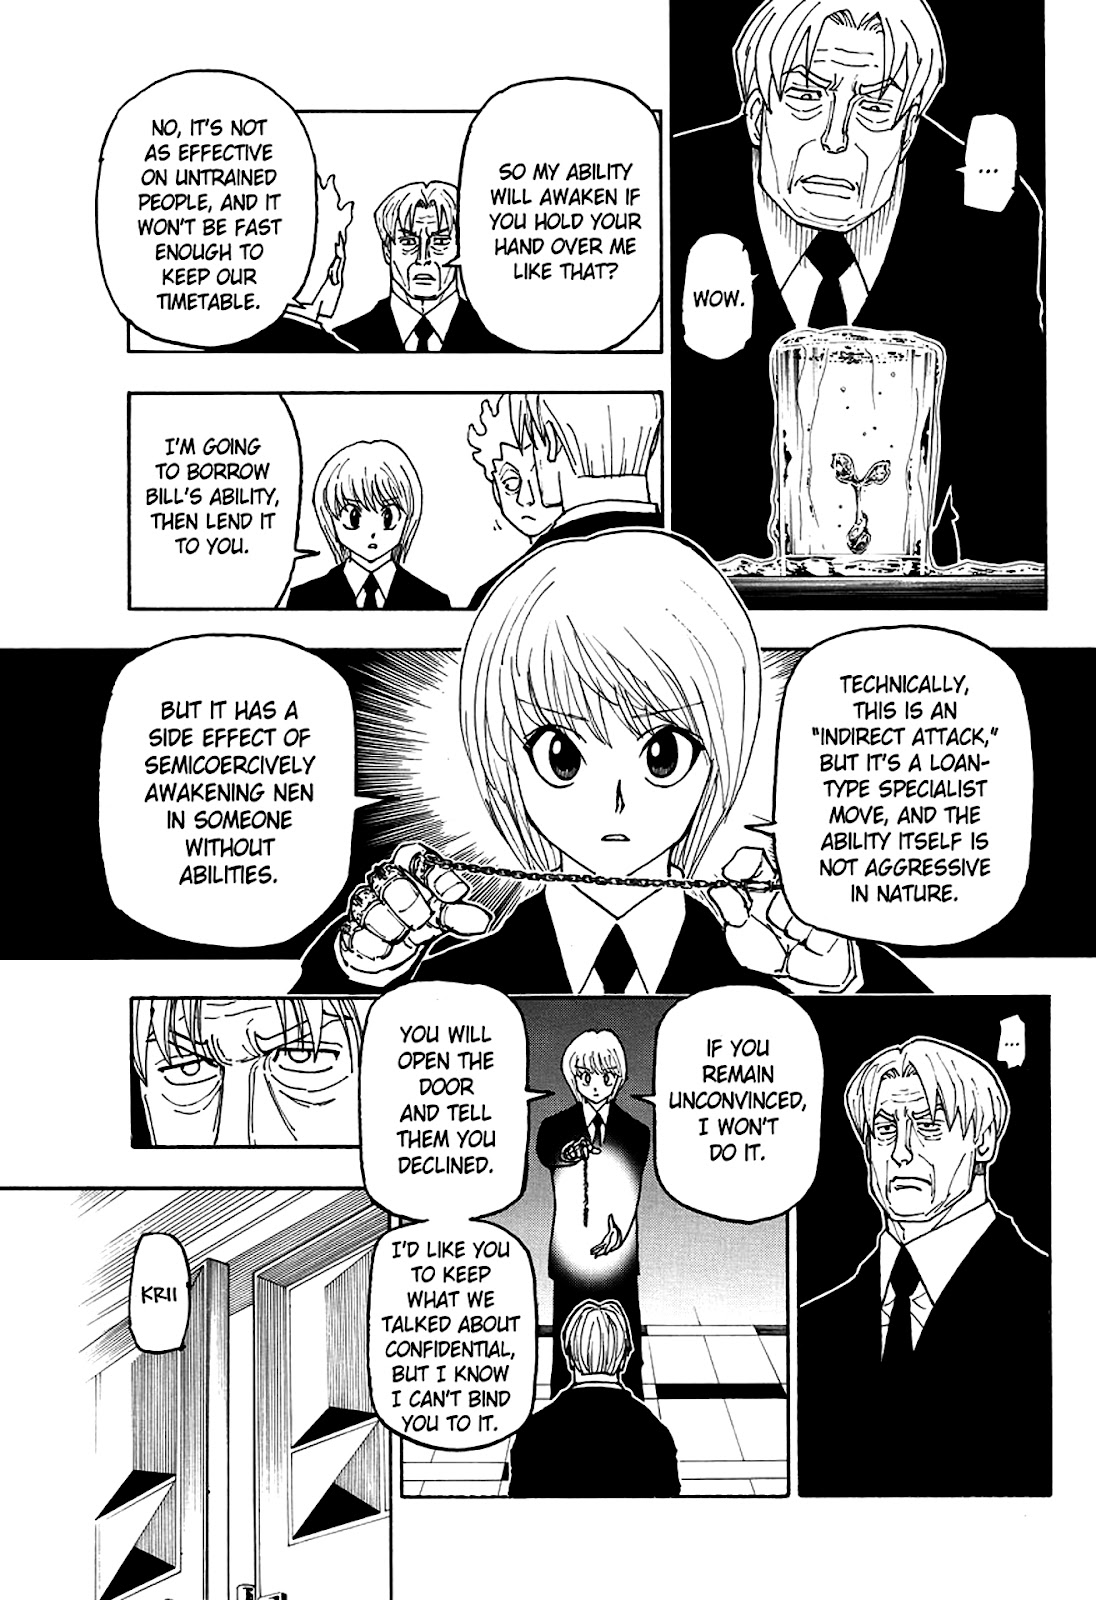 ...
WOW.
SO MY ABILITY
WILL AWAKEN IF
YOU HOLD YOUR
HAND OVER ME
LIKE THAT?
NO, IT'S NOT
AS EFFECTIVE
ON UNTRAINED
PEOPLE, AND IT
WON'T BE FAST
ENOUGH TO
KEEP OUR
TIMETABLE.
I'M GOING
TO BORROW
BILL'S ABILITY,
THEN LEND IT
TO YOU.
TECHNICALLY,
THIS IS AN
"INDIRECT ATTACK,"
BUT IT'S A LOAN-
TYPE SPECIALIST
MOVE, AND THE
ABILITY ITSELF IS
NOT AGGRESSIVE
IN NATURE.
BUT IT HAS A
SIDE EFFECT OF
SEMICOERCIVELY
AWAKENING NEN
IN SOMEONE
WITHOUT
ABILITIES.
...
IF YOU
REMAIN
UNCONVINCED,
I WON'T
DO IT.
YOU WILL
OPEN THE
DOOR
AND TELL
THEM YOU
DECLINED.
I'D LIKE YOU
TO KEEP
WHAT WE
TALKED ABOUT
CONFIDENTIAL,
BUT I KNOW
I CAN'T BIND
YOU TO IT.
KRII